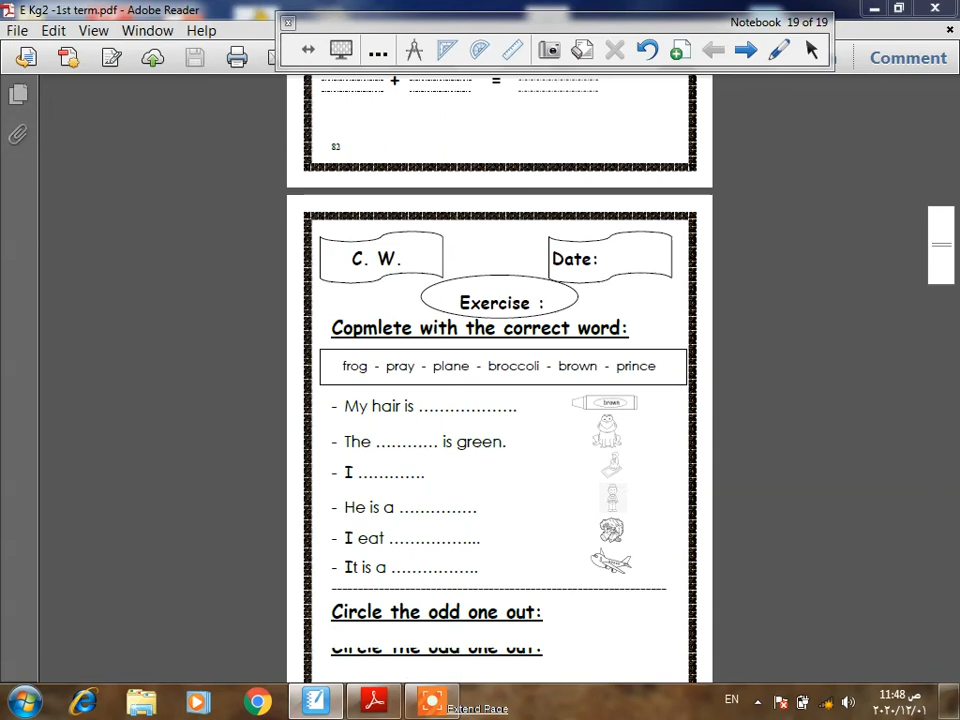 E Kg2 -1st term.pdf - Adobe Reader
Notebook 19 of 19
File Edit View Window Help
Comment
+ =
82
C. W.
Date:
Exercise :
Copmlete with the correct word:
frog - pray - plane - broccoli - brown - prince
- My hair is ……………….
brown
- The ………… is green.
- I ………….
- He is a ……………
- I eat ……………...
- It is a ……………..
Circle the odd one out:
Circle the odd one out:
Extend Page
EN
11:48 ص
٢٠٢٠/١٢/٠١